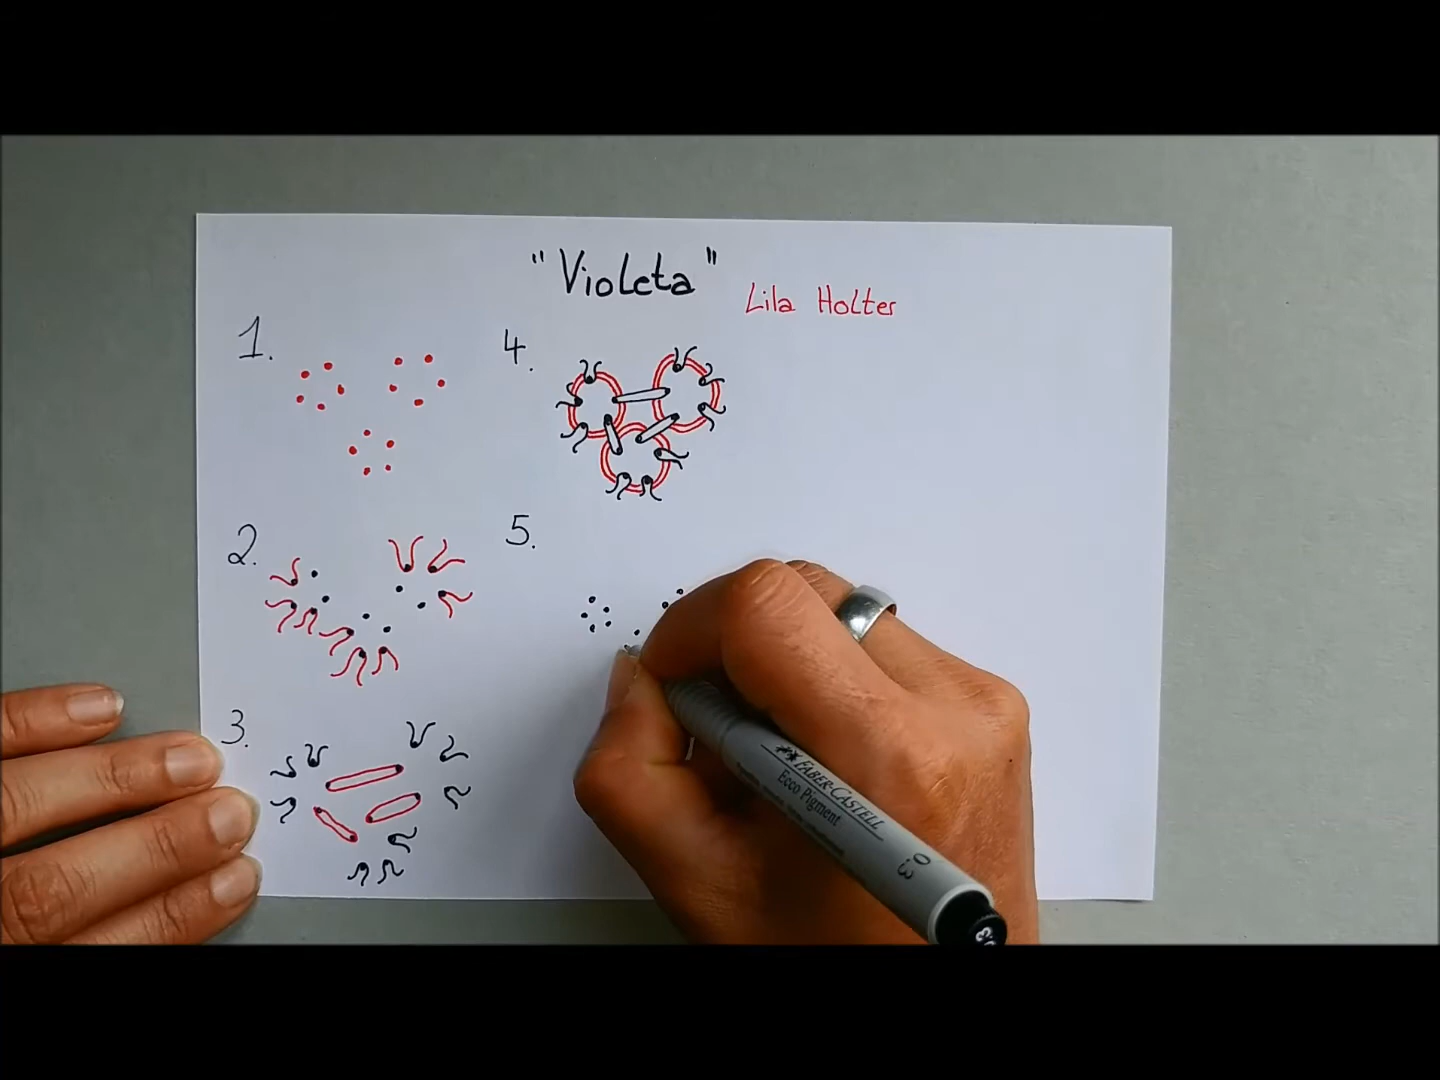 "Violeta"
Lila Holter
1.
2.
3.
4.
5.
FABER-CASTELL
Ecco Pigment
0.3